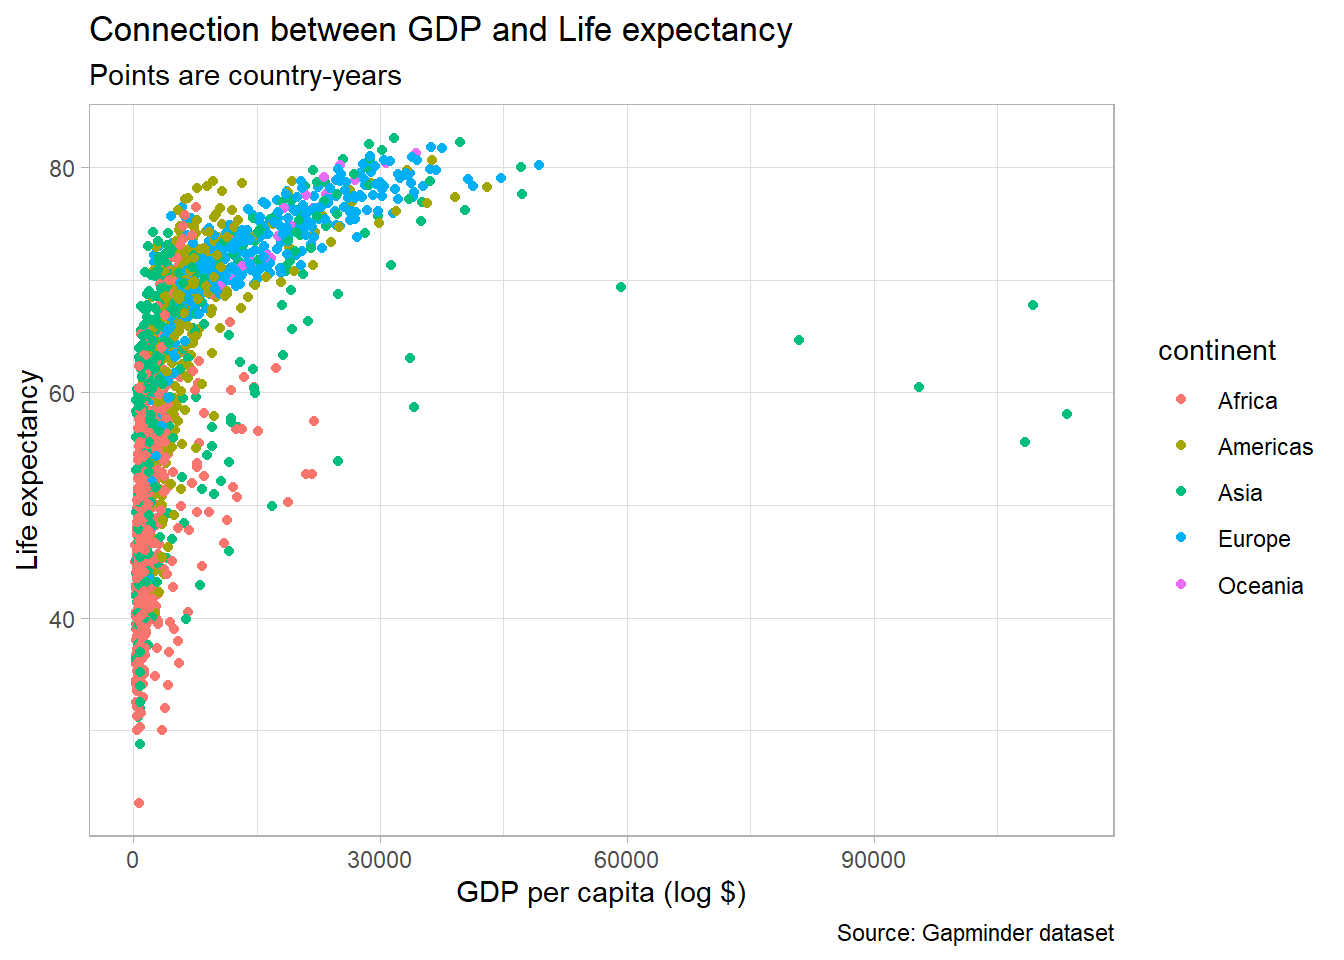 Connection between GDP and Life expectancy
Points are country-years
80
60
40
Life expectancy
0
30000
60000
90000
GDP per capita (log $)
continent
Africa
Americas
Asia
Europe
Oceania
Source: Gapminder dataset